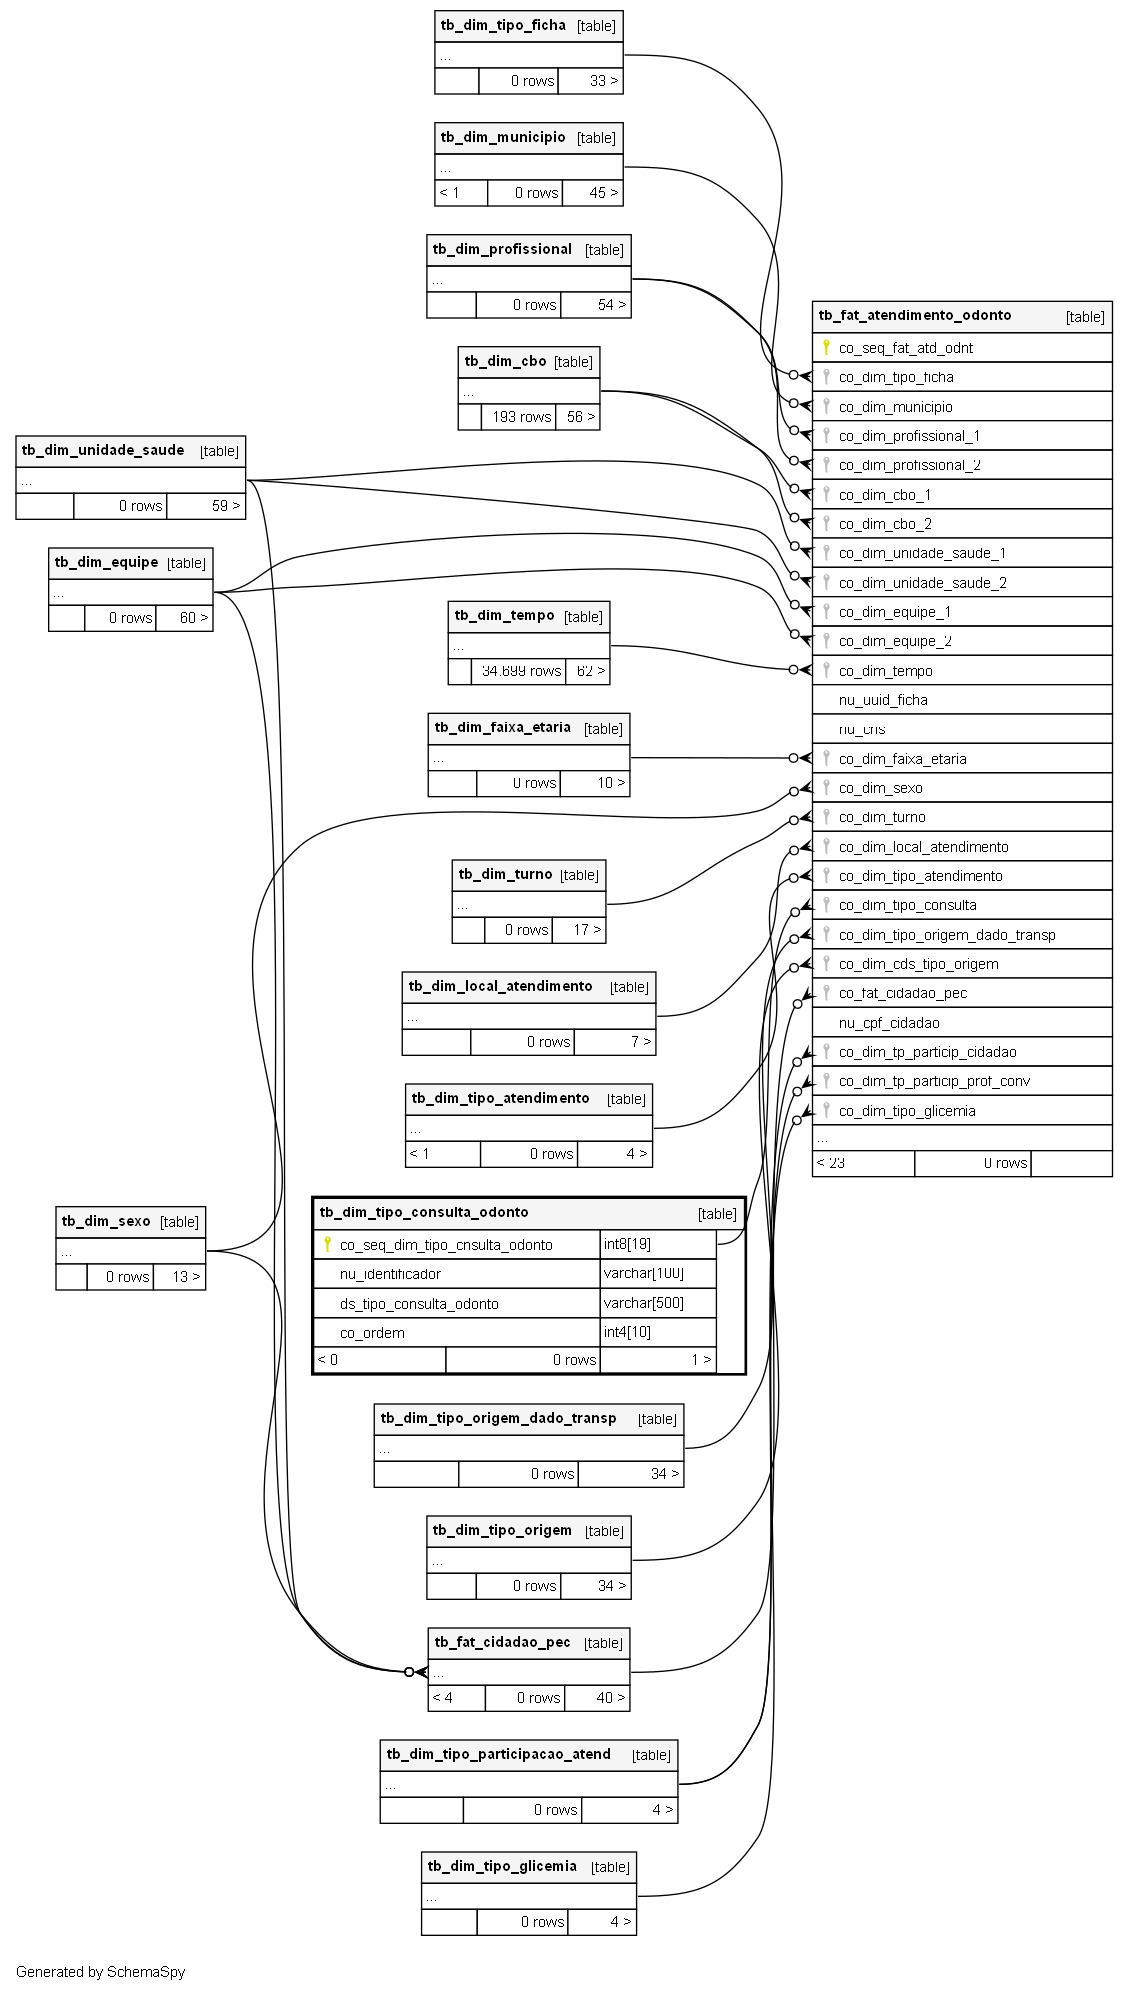 tb_dim_tipo_ficha [table]
...
0 rows 33 >
tb_dim_municipio [table]
...
< 1 0 rows 45 >
tb_dim_profissional [table]
...
0 rows 54 >
tb_dim_cbo [table]
...
193 rows 56 >
tb_dim_unidade_saude [table]
...
0 rows 59 >
tb_dim_equipe [table]
...
0 rows 60 >
tb_dim_tempo [table]
...
34.699 rows 62 >
tb_dim_faixa_etaria [table]
...
0 rows 10 >
tb_dim_turno [table]
...
0 rows 17 >
tb_dim_local_atendimento [table]
...
0 rows 7 >
tb_dim_tipo_atendimento [table]
...
< 1 0 rows 4 >
tb_dim_sexo [table]
...
0 rows 13 >
tb_dim_tipo_consulta_odonto [table]
co_seq_dim_tipo_cnsulta_odonto int8[19]
nu_identificador varchar[100]
ds_tipo_consulta_odonto varchar[500]
co_ordem int4[10]
< 0 0 rows 1 >
tb_dim_tipo_origem_dado_transp [table]
...
0 rows 34 >
tb_dim_tipo_origem [table]
...
0 rows 34 >
tb_fat_cidadao_pec [table]
...
< 4 0 rows 40 >
tb_dim_tipo_participacao_atend [table]
...
0 rows 4 >
tb_dim_tipo_glicemia [table]
...
0 rows 4 >
tb_fat_atendimento_odonto [table]
co_seq_fat_atd_odnt
co_dim_tipo_ficha
co_dim_municipio
co_dim_profissional_1
co_dim_profissional_2
co_dim_cbo_1
co_dim_cbo_2
co_dim_unidade_saude_1
co_dim_unidade_saude_2
co_dim_equipe_1
co_dim_equipe_2
co_dim_tempo
nu_uuid_ficha
nu_cns
co_dim_faixa_etaria
co_dim_sexo
co_dim_turno
co_dim_local_atendimento
co_dim_tipo_atendimento
co_dim_tipo_consulta
co_dim_tipo_origem_dado_transp
co_dim_cds_tipo_origem
co_fat_cidadao_pec
nu_cpf_cidadao
co_dim_tp_particip_cidadao
co_dim_tp_particip_prof_conv
co_dim_tipo_glicemia
...
< 23 0 rows
Generated by SchemaSpy